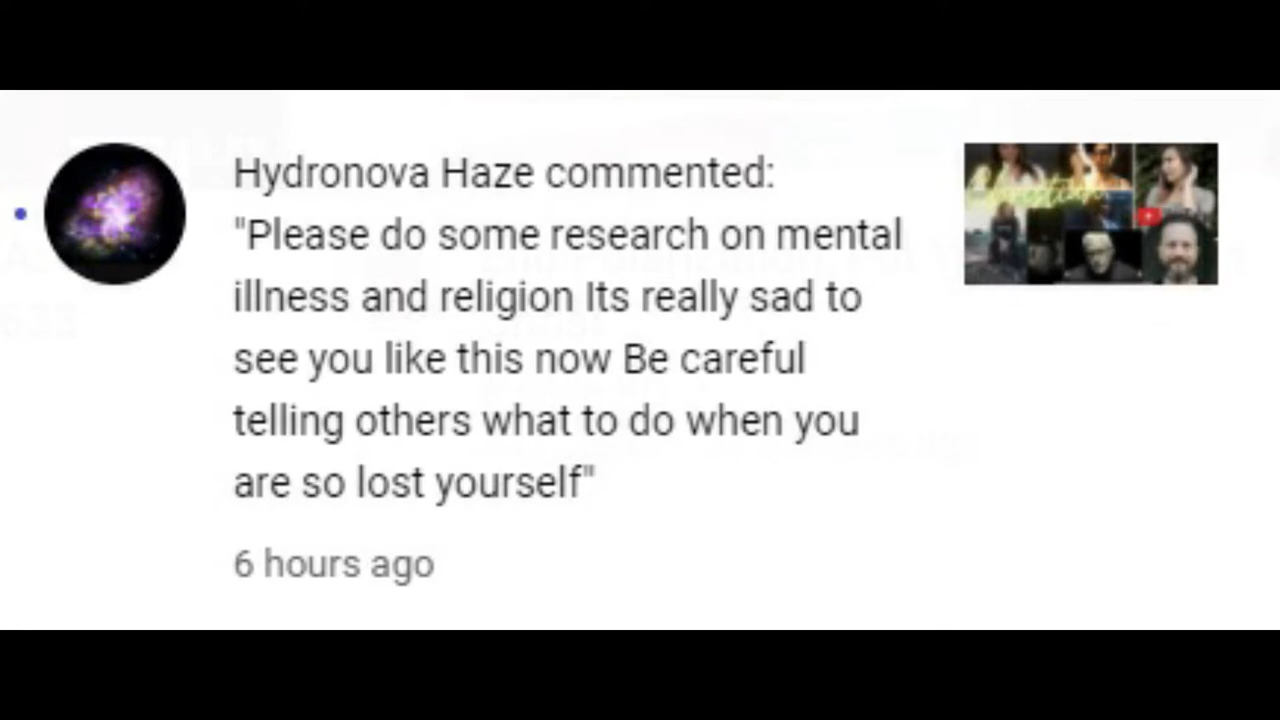 Hydronova Haze commented:
"Please do some research on mental
illness and religion Its really sad to
see you like this now Be careful
telling others what to do when you
are so lost yourself"
6 hours ago